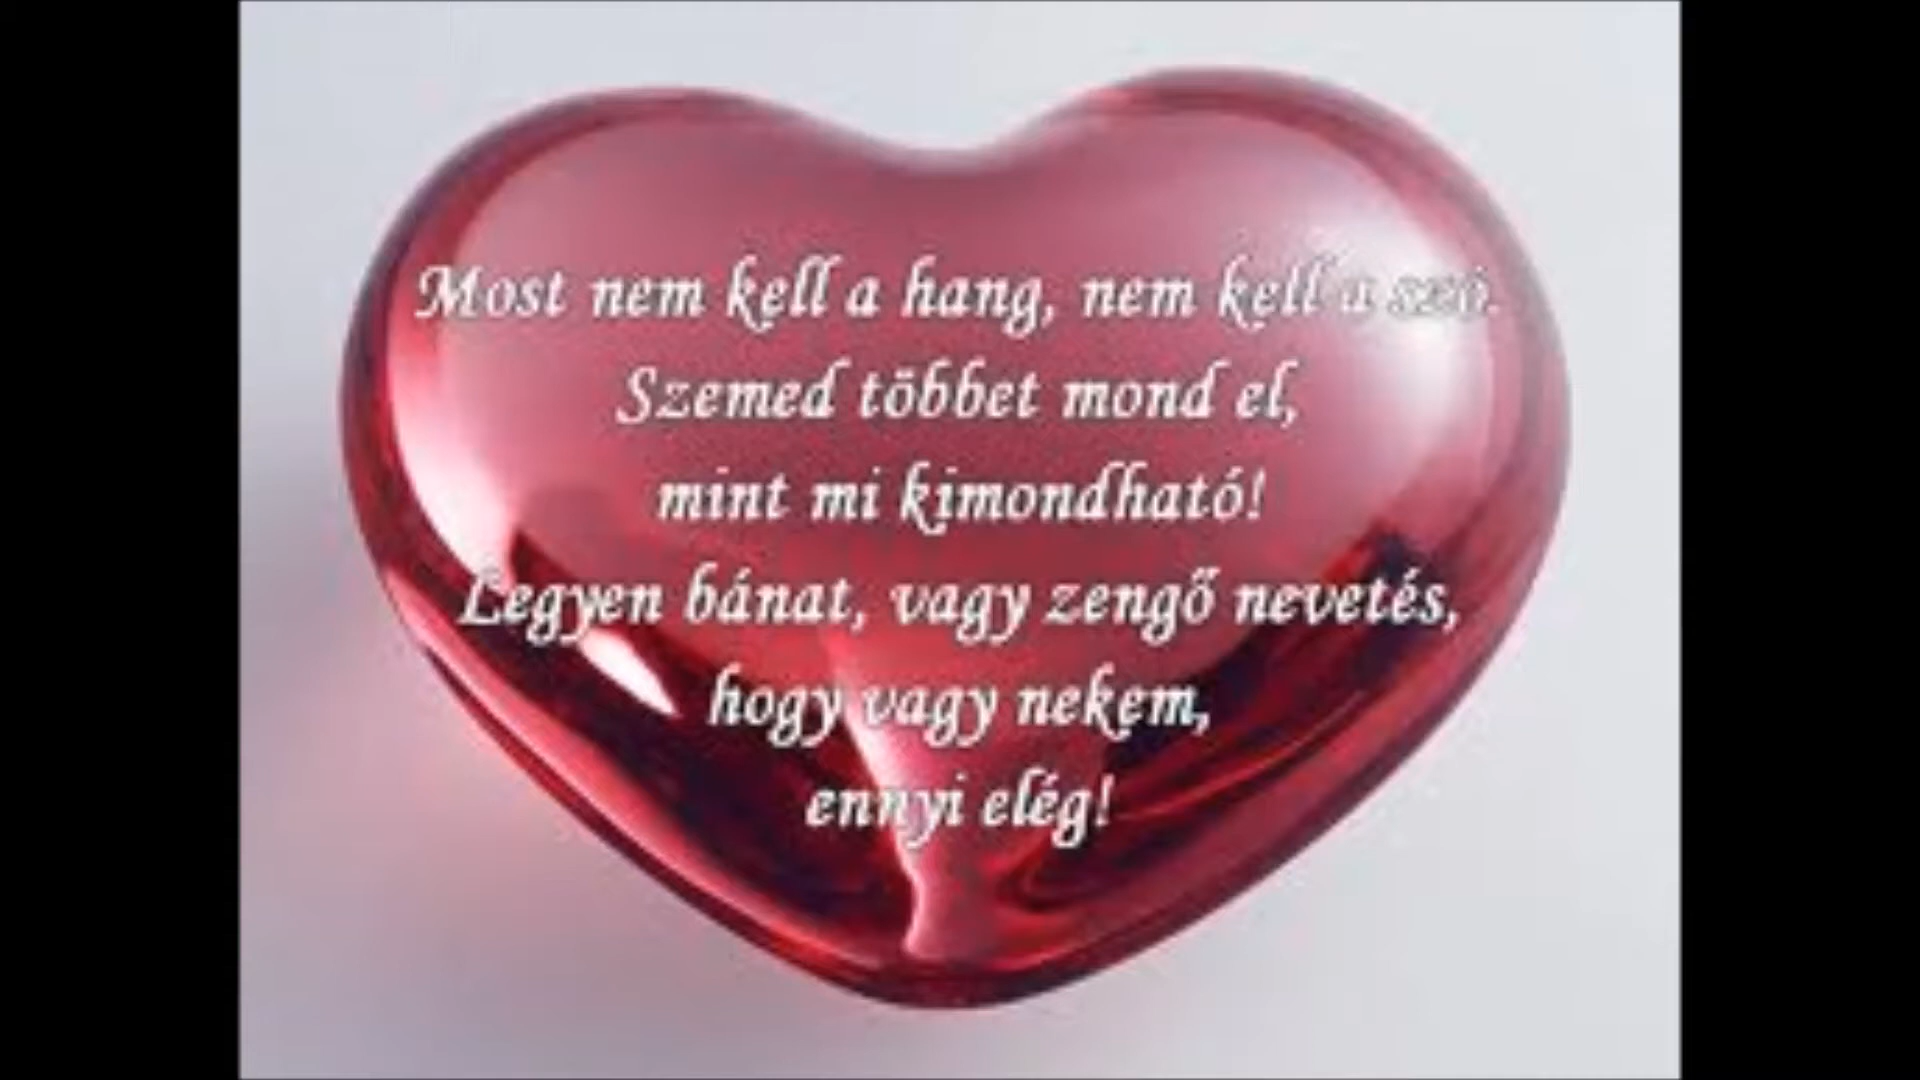 Most nem kell a hang, nem kell a szó.
Szemed többet mond el,
mint mi kimondható!
Legyen bánat, vagy zengő nevetés,
hogy vagy nekem,
ennyi elég!